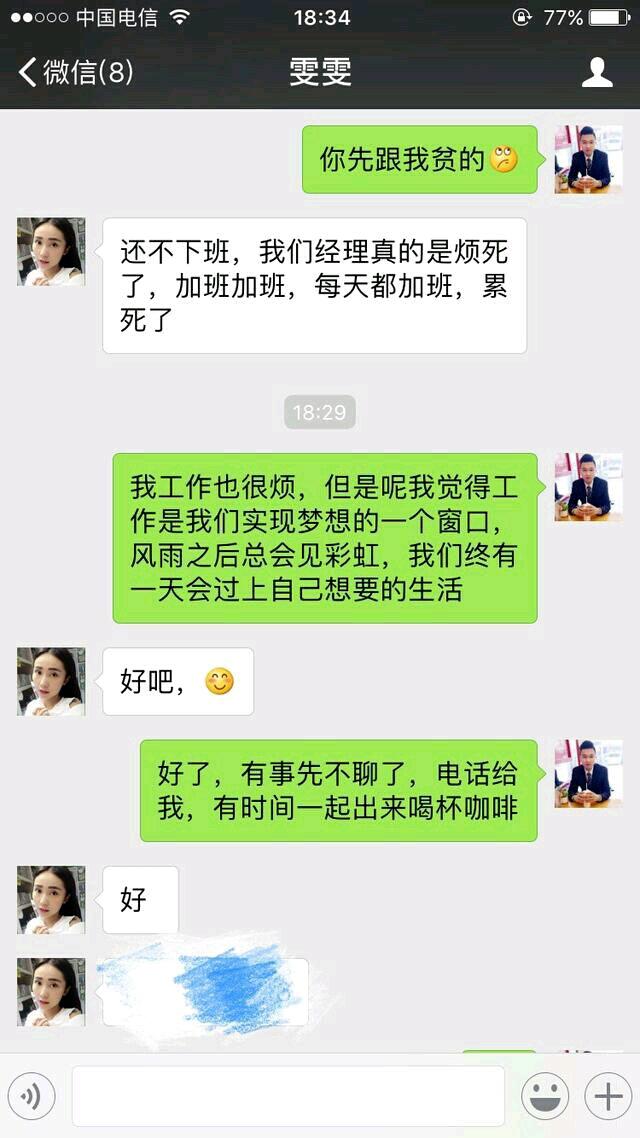 中国电信 18:34 77%
微信(8) 雯雯
你先跟我贫的
还不下班，我们经理真的是烦死
了，加班加班，每天都加班，累
死了
18:29
我工作也很烦，但是呢我觉得工
作是我们实现梦想的一个窗口，
风雨之后总会见彩虹，我们终有
一天会过上自己想要的生活
好吧，
好了，有事先不聊了，电话给
我，有时间一起出来喝杯咖啡
好